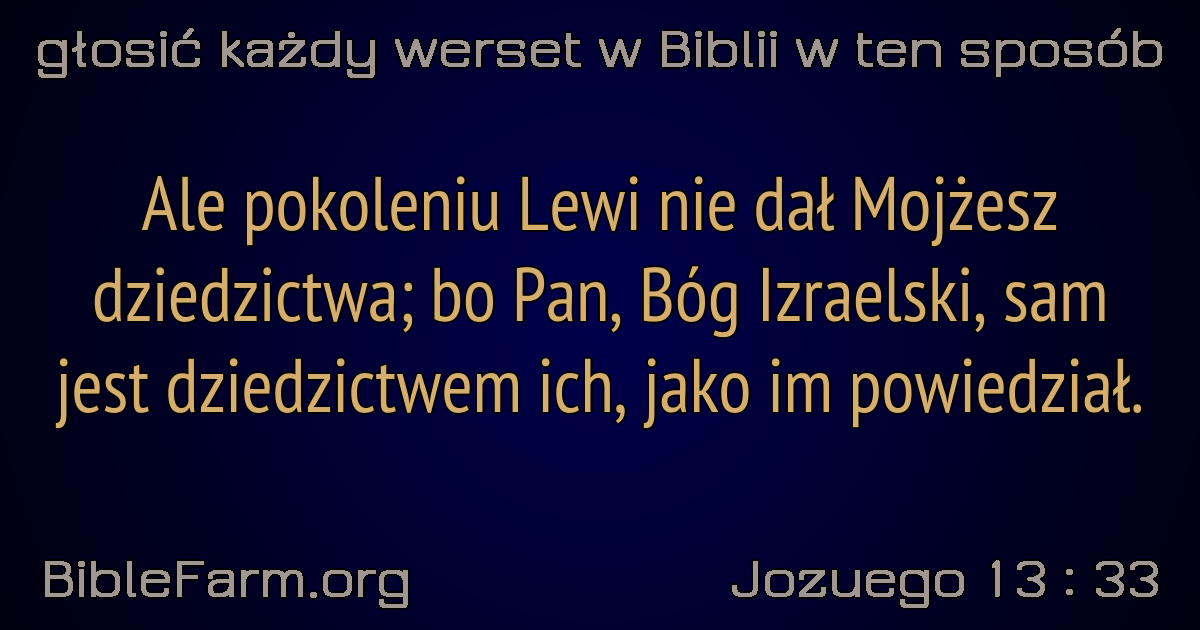 głosić każdy werset w Biblii w ten sposób
Ale pokoleniu Lewi nie dał Mojżesz
dziedzictwa; bo Pan, Bóg Izraelski, sam
jest dziedzictwem ich, jako im powiedział.
BibleFarm.org
Jozuego 13 : 33